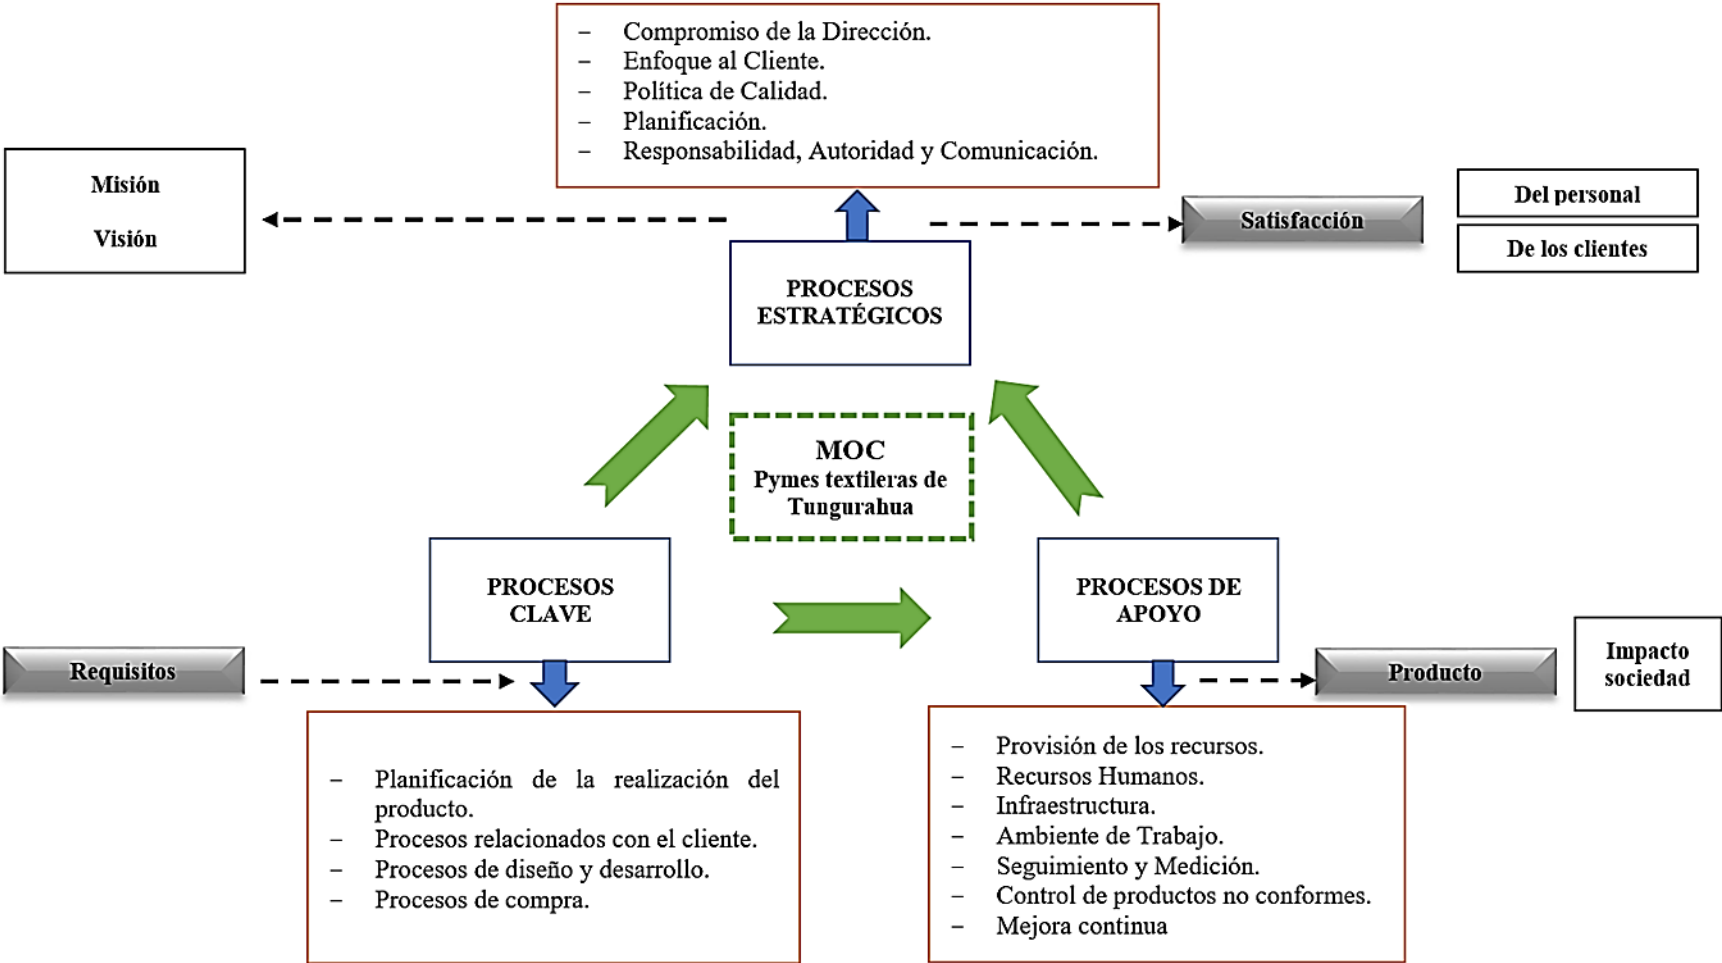 – Compromiso de la Dirección.
– Enfoque al Cliente.
– Política de Calidad.
– Planificación.
– Responsabilidad, Autoridad y Comunicación.
Misión
Visión
Satisfacción
Del personal
De los clientes
PROCESOS
ESTRATÉGICOS
MOC
Pymes textileras de
Tungurahua
PROCESOS
CLAVE
PROCESOS DE
APOYO
Requisitos
Producto
Impacto
sociedad
– Planificación de la realización del
producto.
– Procesos relacionados con el cliente.
– Procesos de diseño y desarrollo.
– Procesos de compra.
– Provisión de los recursos.
– Recursos Humanos.
– Infraestructura.
– Ambiente de Trabajo.
– Seguimiento y Medición.
– Control de productos no conformes.
– Mejora continua